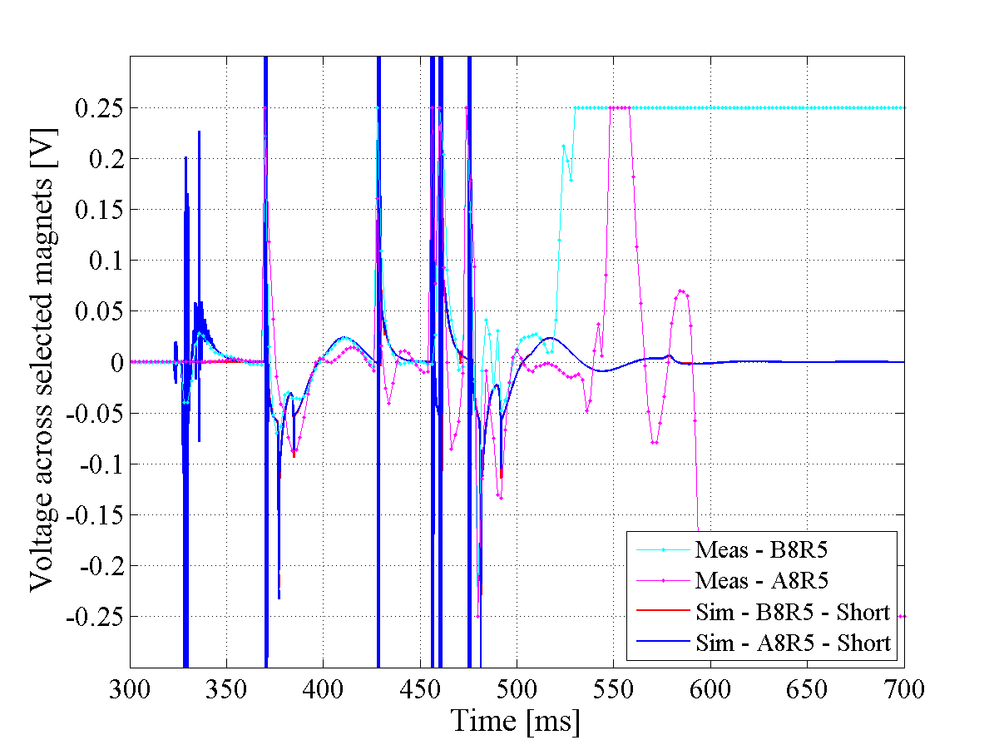 0.25
0.2
0.15
0.1
0.05
0
-0.05
-0.1
-0.15
-0.2
-0.25
Voltage across selected magnets [V]
Meas - B8R5
Meas - A8R5
Sim - B8R5 - Short
Sim - A8R5 - Short
300 350 400 450 500 550 600 650 700
Time [ms]